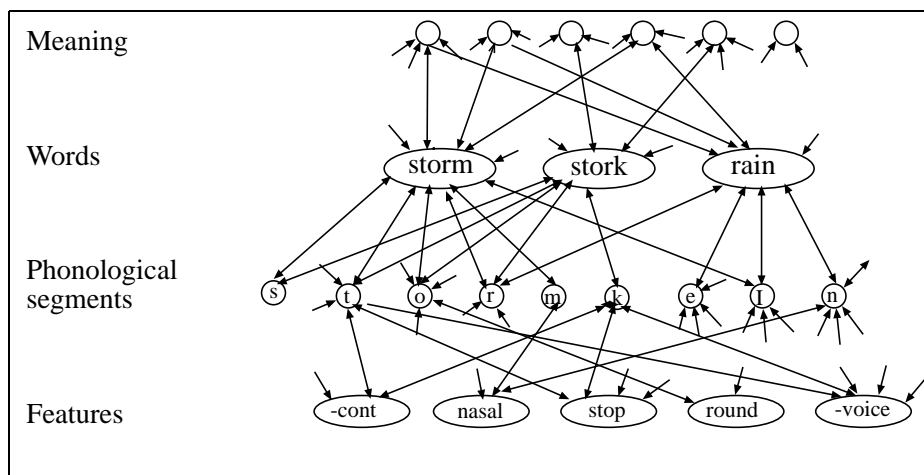 Meaning
Words
storm stork rain
Phonological
segments
s t o r m k e I n
Features
-cont nasal stop round -voice